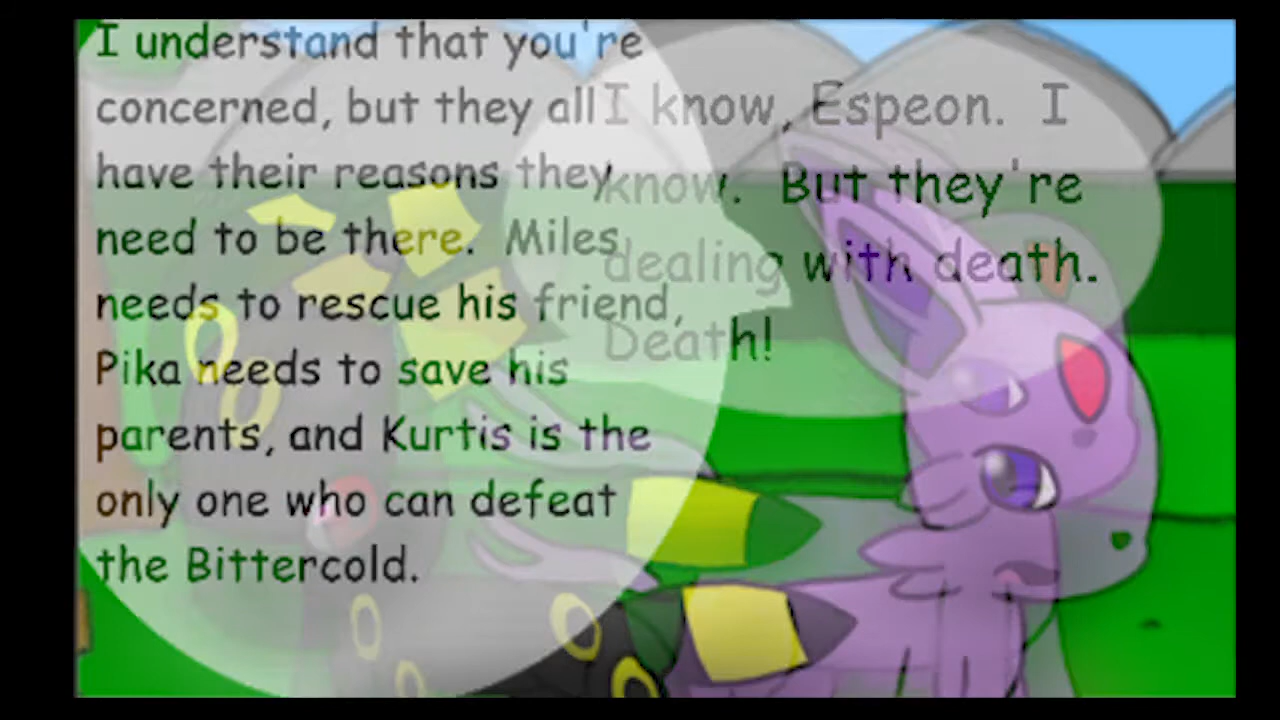 I understand that you're
concerned, but they all
have their reasons they
need to be there.  Miles
needs to rescue his friend,
Pika needs to save his
parents, and Kurtis is the
only one who can defeat
the Bittercold.
I know, Espeon.  I
know.  But they're
dealing with death.
Death!